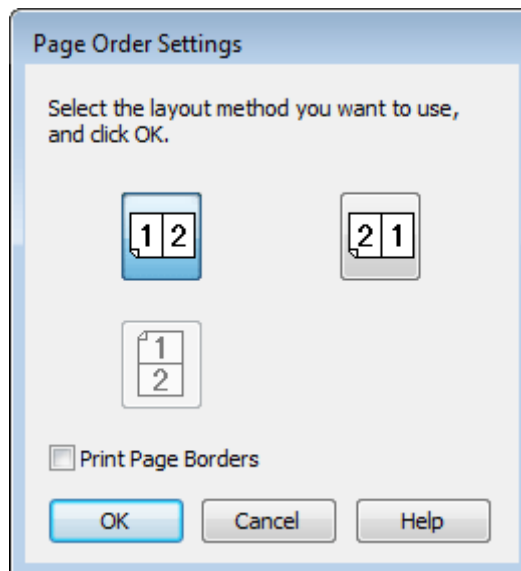 Page Order Settings
Select the layout method you want to use,
and click OK.
1 2
2 1
1
2
Print Page Borders
OK Cancel Help